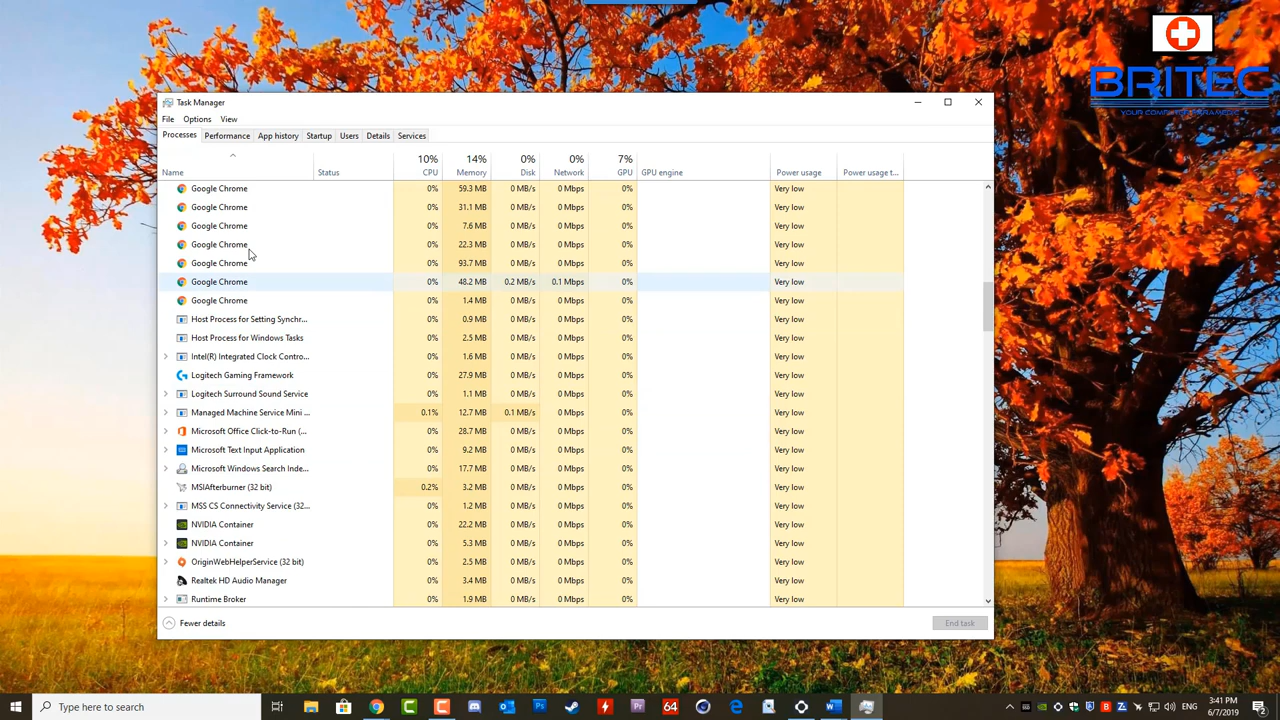 BRITEC
YOUR COMPUTER PARAMEDIC
Task Manager
File Options View
Processes Performance App history Startup Users Details Services
10% 14% 0% 0% 7%
Name Status CPU Memory Disk Network GPU GPU engine Power usage Power usage t...
Google Chrome 0% 59.3 MB 0 MB/s 0 Mbps 0% Very low
Google Chrome 0% 31.1 MB 0 MB/s 0 Mbps 0% Very low
Google Chrome 0% 7.6 MB 0 MB/s 0 Mbps 0% Very low
Google Chrome 0% 22.3 MB 0 MB/s 0 Mbps 0% Very low
Google Chrome 0% 93.7 MB 0 MB/s 0 Mbps 0% Very low
Google Chrome 0% 48.2 MB 0.2 MB/s 0.1 Mbps 0% Very low
Google Chrome 0% 1.4 MB 0 MB/s 0 Mbps 0% Very low
Host Process for Setting Synchr... 0% 0.9 MB 0 MB/s 0 Mbps 0% Very low
Host Process for Windows Tasks 0% 2.5 MB 0 MB/s 0 Mbps 0% Very low
Intel(R) Integrated Clock Contro... 0% 1.6 MB 0 MB/s 0 Mbps 0% Very low
Logitech Gaming Framework 0% 27.9 MB 0 MB/s 0 Mbps 0% Very low
Logitech Surround Sound Service 0% 1.1 MB 0 MB/s 0 Mbps 0% Very low
Managed Machine Service Mini ... 0.1% 12.7 MB 0.1 MB/s 0 Mbps 0% Very low
Microsoft Office Click-to-Run (... 0% 28.7 MB 0 MB/s 0 Mbps 0% Very low
Microsoft Text Input Application 0% 9.2 MB 0 MB/s 0 Mbps 0% Very low
Microsoft Windows Search Inde... 0% 17.7 MB 0 MB/s 0 Mbps 0% Very low
MSIAfterburner (32 bit) 0.2% 3.2 MB 0 MB/s 0 Mbps 0% Very low
MSS CS Connectivity Service (32... 0% 1.2 MB 0 MB/s 0 Mbps 0% Very low
NVIDIA Container 0% 22.2 MB 0 MB/s 0 Mbps 0% Very low
NVIDIA Container 0% 5.3 MB 0 MB/s 0 Mbps 0% Very low
OriginWebHelperService (32 bit) 0% 2.5 MB 0 MB/s 0 Mbps 0% Very low
Realtek HD Audio Manager 0% 3.4 MB 0 MB/s 0 Mbps 0% Very low
Runtime Broker 0% 1.9 MB 0 MB/s 0 Mbps 0% Very low
Fewer details End task
Type here to search
Ps Pr 64 3:41 PM
6/7/2019 2